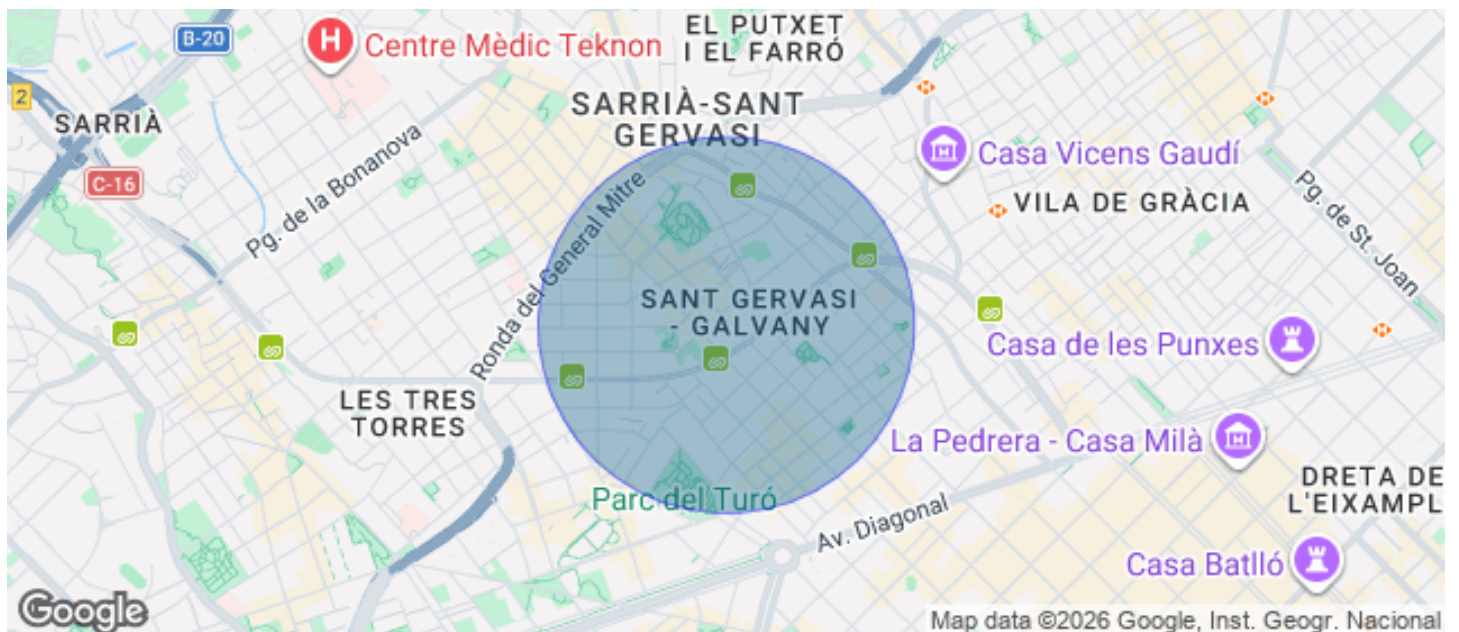 EL PUTXET
I EL FARRÓ
B-20
Centre Mèdic Teknon
2
SARRIÀ-SANT
GERVASI
SARRIÀ
C-16
Pg. de la Bonanova
Ronda del General Mitre
Casa Vicens Gaudí
VILA DE GRÀCIA
Pg. de St. Joan
SANT GERVASI
- GALVANY
Casa de les Punxes
LES TRES
TORRES
La Pedrera - Casa Milà
Parc del Turó
Av. Diagonal
DRETA DE
L'EIXAMPL
Casa Batlló
Google
Map data ©2026 Google, Inst. Geogr. Nacional